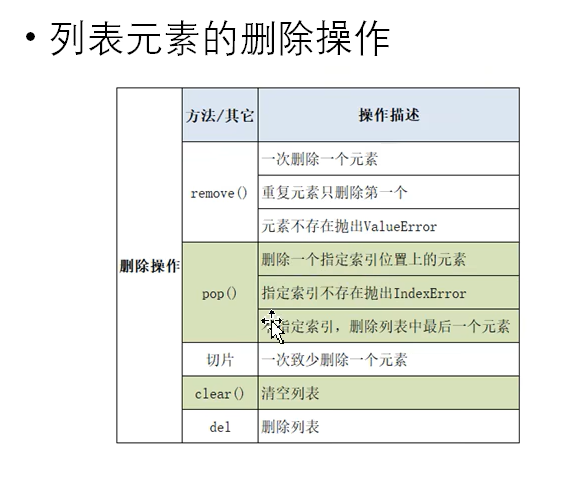 • 列表元素的删除操作
方法/其它 操作描述
一次删除一个元素
remove() 重复元素只删除第一个
元素不存在抛出ValueError
删除操作 删除一个指定索引位置上的元素
pop() 指定索引不存在抛出IndexError
指定索引，删除列表中最后一个元素
切片 一次致少删除一个元素
clear() 清空列表
del 删除列表